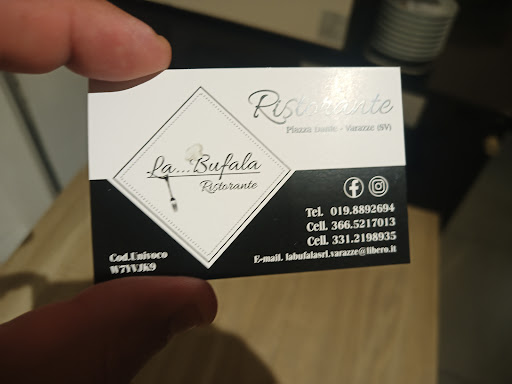 Ristorante
Piazza Dante - Varazze (SV)
La...Bufala
Ristorante
Tel. 019.8892694
Cell. 366.5217013
Cell. 331.2198935
E-mail. labufalasrl.varazze@libero.it
Cod.Univoco
W7YVJK9